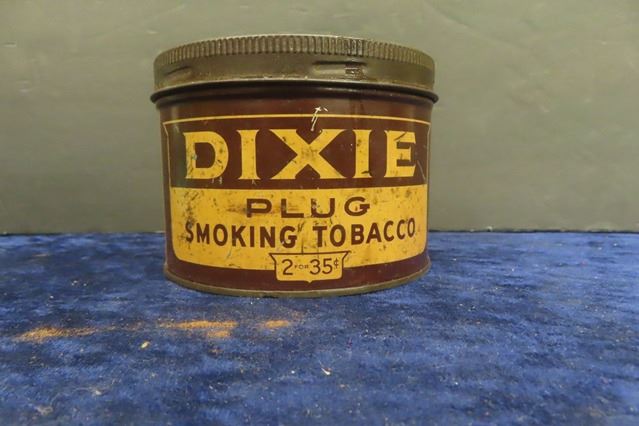 DIXIE
PLUG
SMOKING TOBACCO
2 FOR 35¢